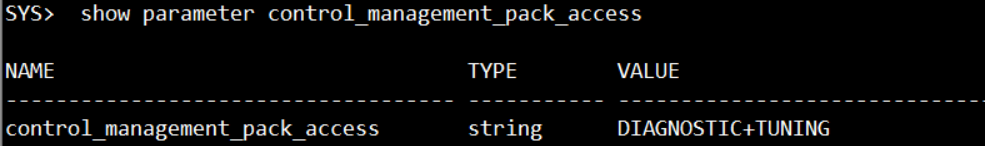 SYS>  show parameter control_management_pack_access
NAME                                 TYPE        VALUE
------------------------------------ ----------- ------------------------------
control_management_pack_access       string      DIAGNOSTIC+TUNING